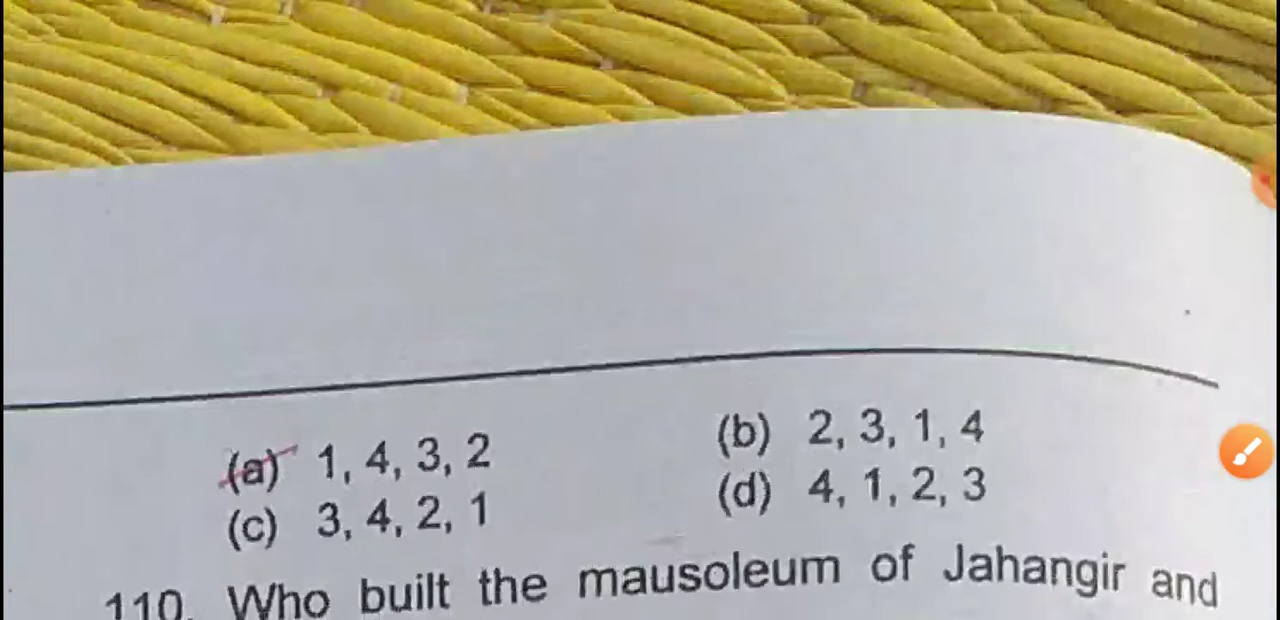 (a) 1, 4, 3, 2 (b) 2, 3, 1, 4
(c) 3, 4, 2, 1 (d) 4, 1, 2, 3
110. Who built the mausoleum of Jahangir and